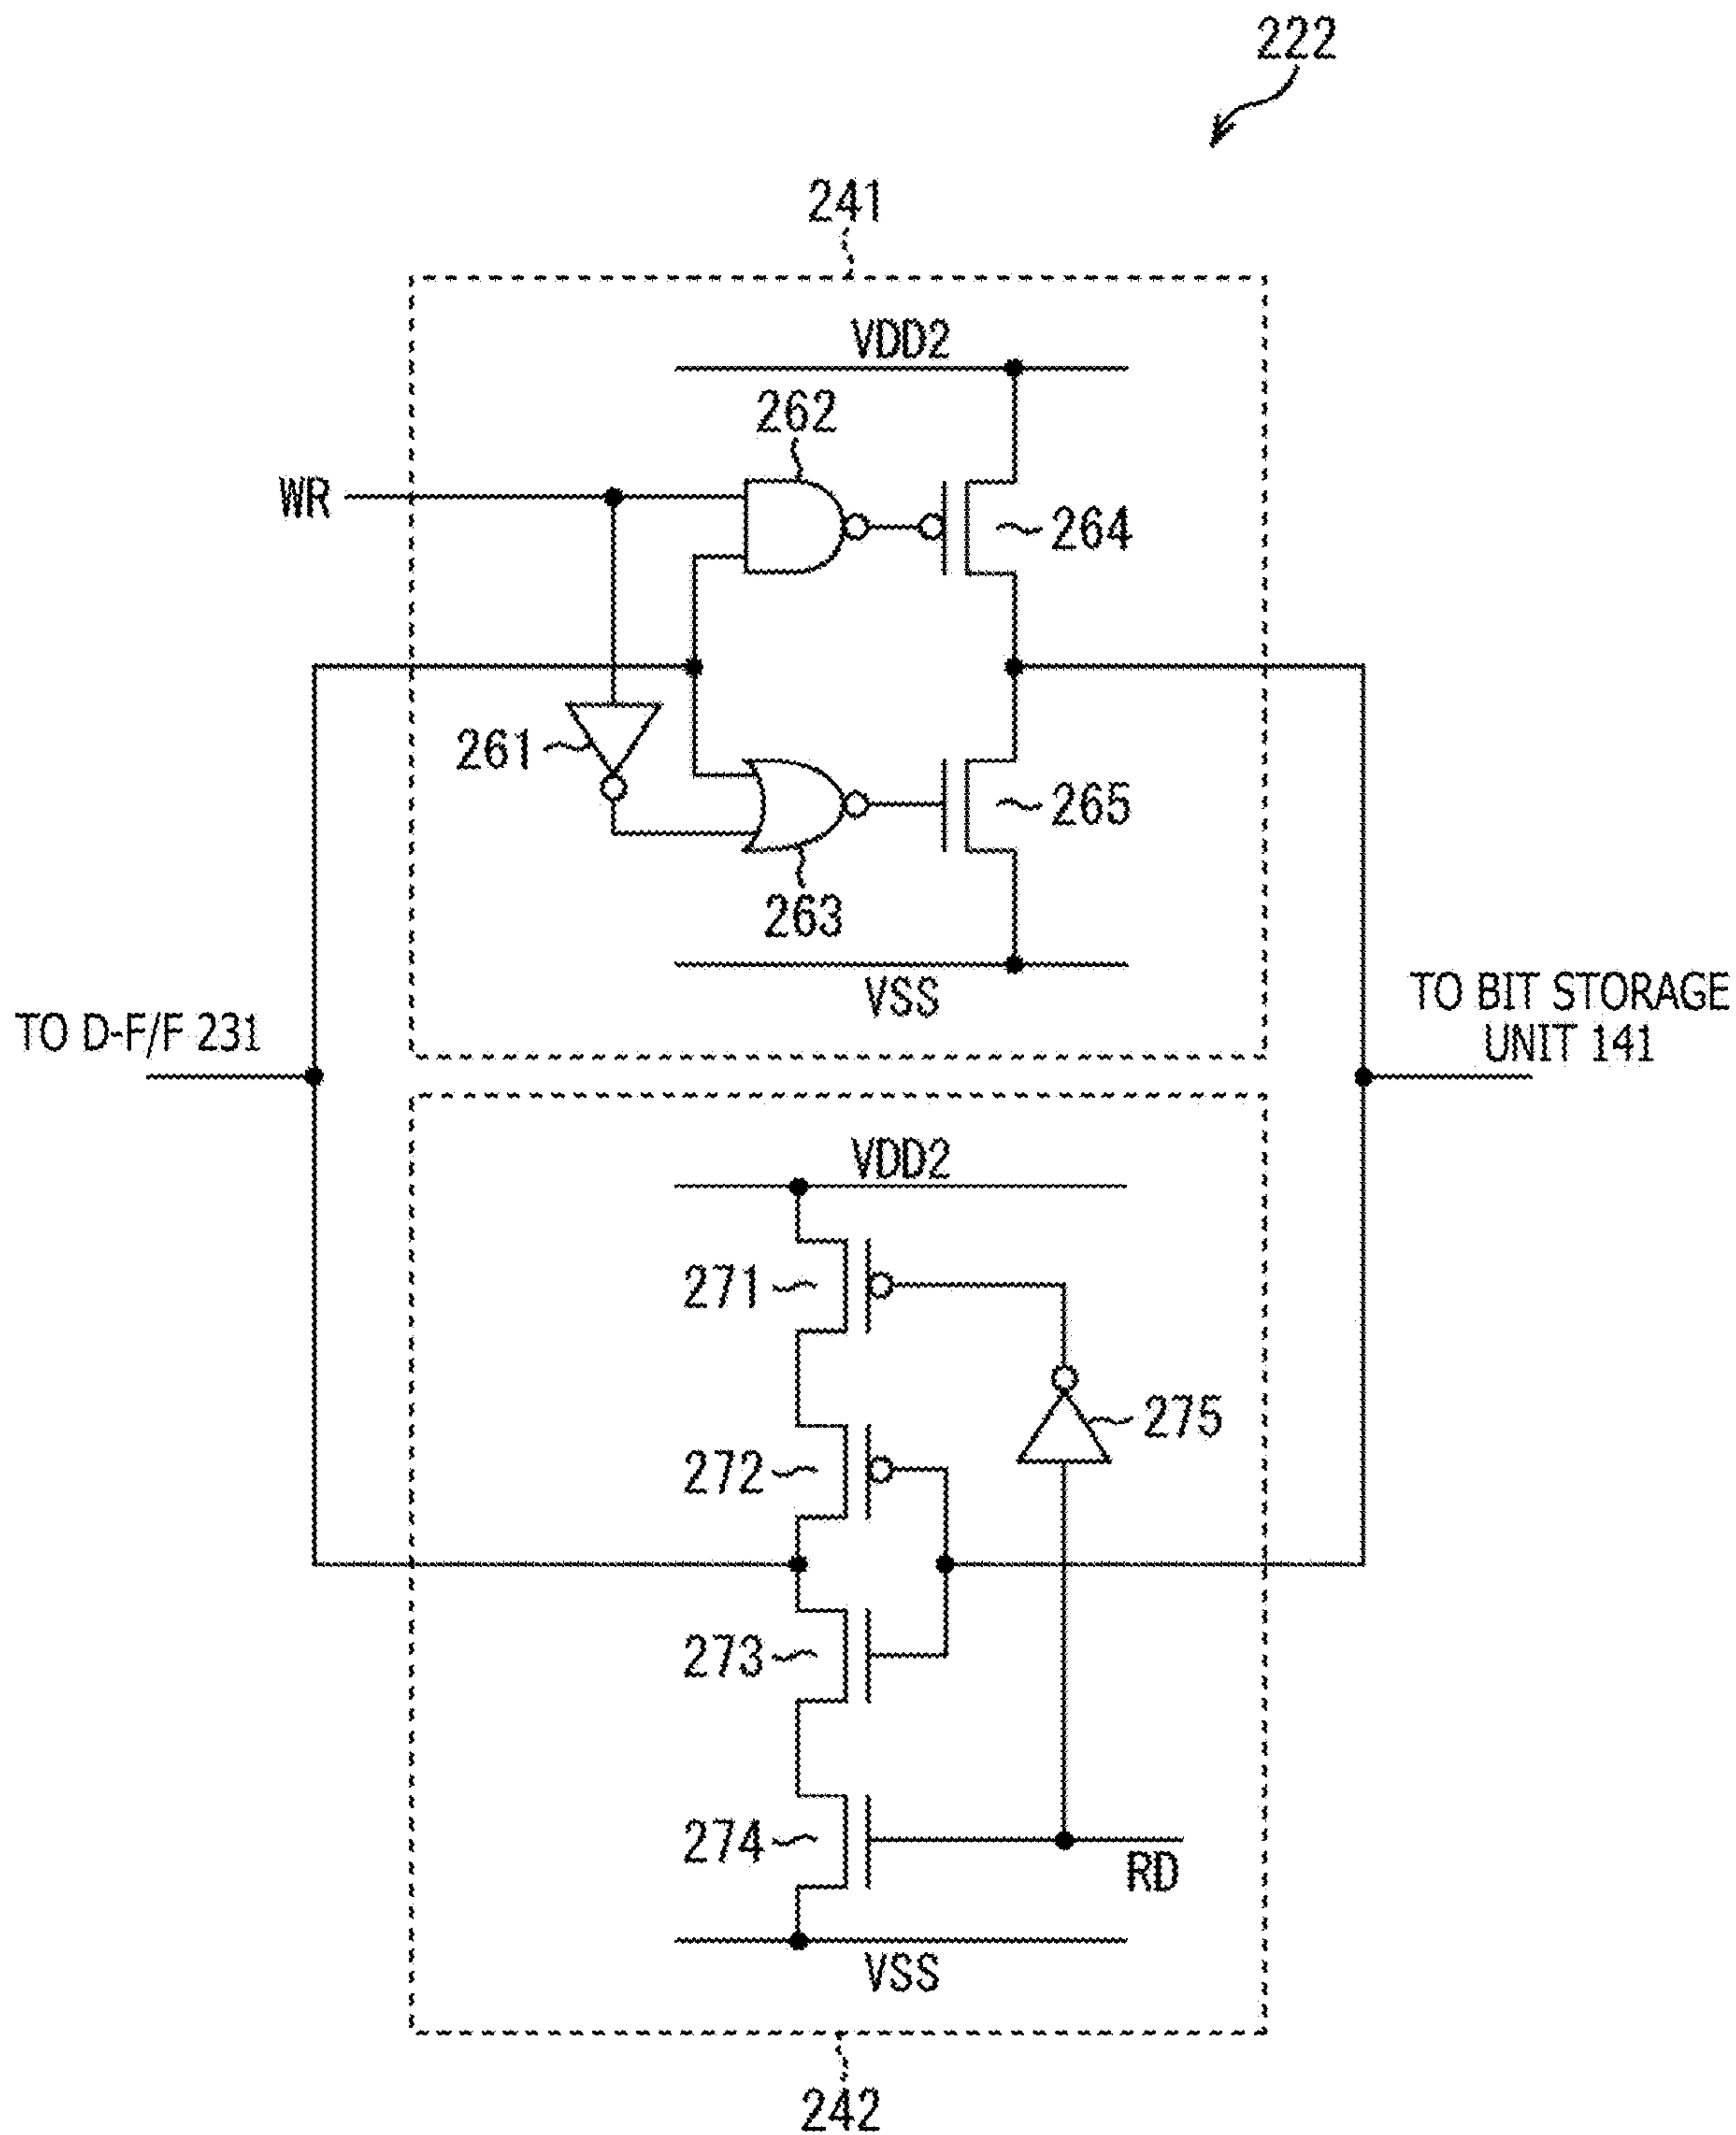 222
241
VDD2
262
WR
264
261
265
263
VSS
TO D-F/F 231
TO BIT STORAGE
UNIT 141
VDD2
271
275
272
273
274
RD
VSS
242